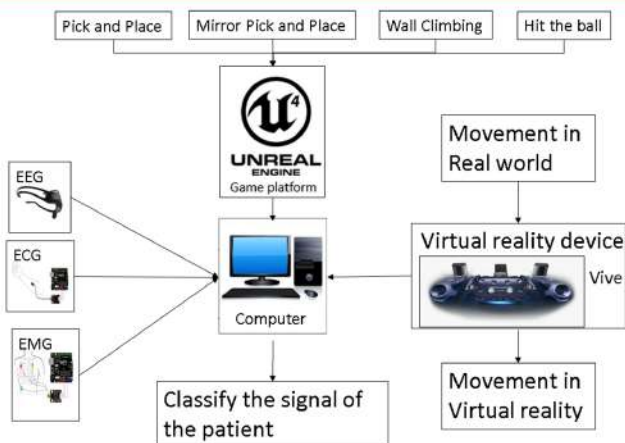 Pick and Place
Mirror Pick and Place
Wall Climbing
Hit the ball
4
UNREAL
ENGINE
Game platform
Movement in
Real world
EEG
ECG
EMG
Computer
Virtual reality device
Vive
Classify the signal of
the patient
Movement in
Virtual reality